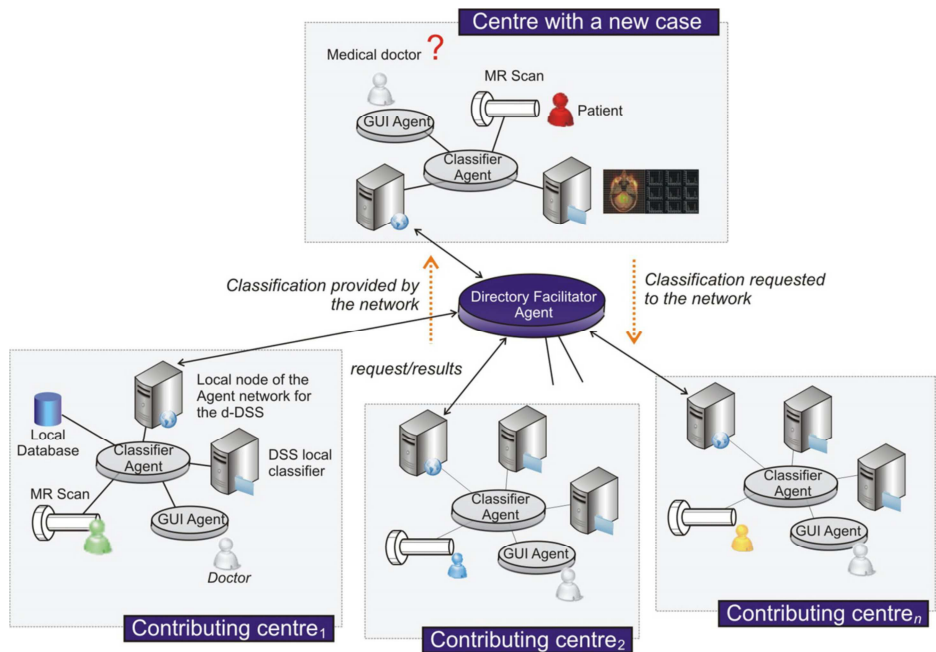 Centre with a new case
Medical doctor ?
MR Scan
Patient
GUI Agent
Classifier
Agent
Classification provided by
the network
Directory Facilitator
Agent
Classification requested
to the network
request/results
Local node of the
Agent network for
the d-DSS
Local
Database
Classifier
Agent
DSS local
classifier
MR Scan
GUI Agent
Doctor
Contributing centre1
Classifier
Agent
GUI Agent
Contributing centre2
Classifier
Agent
GUI Agent
Contributing centren